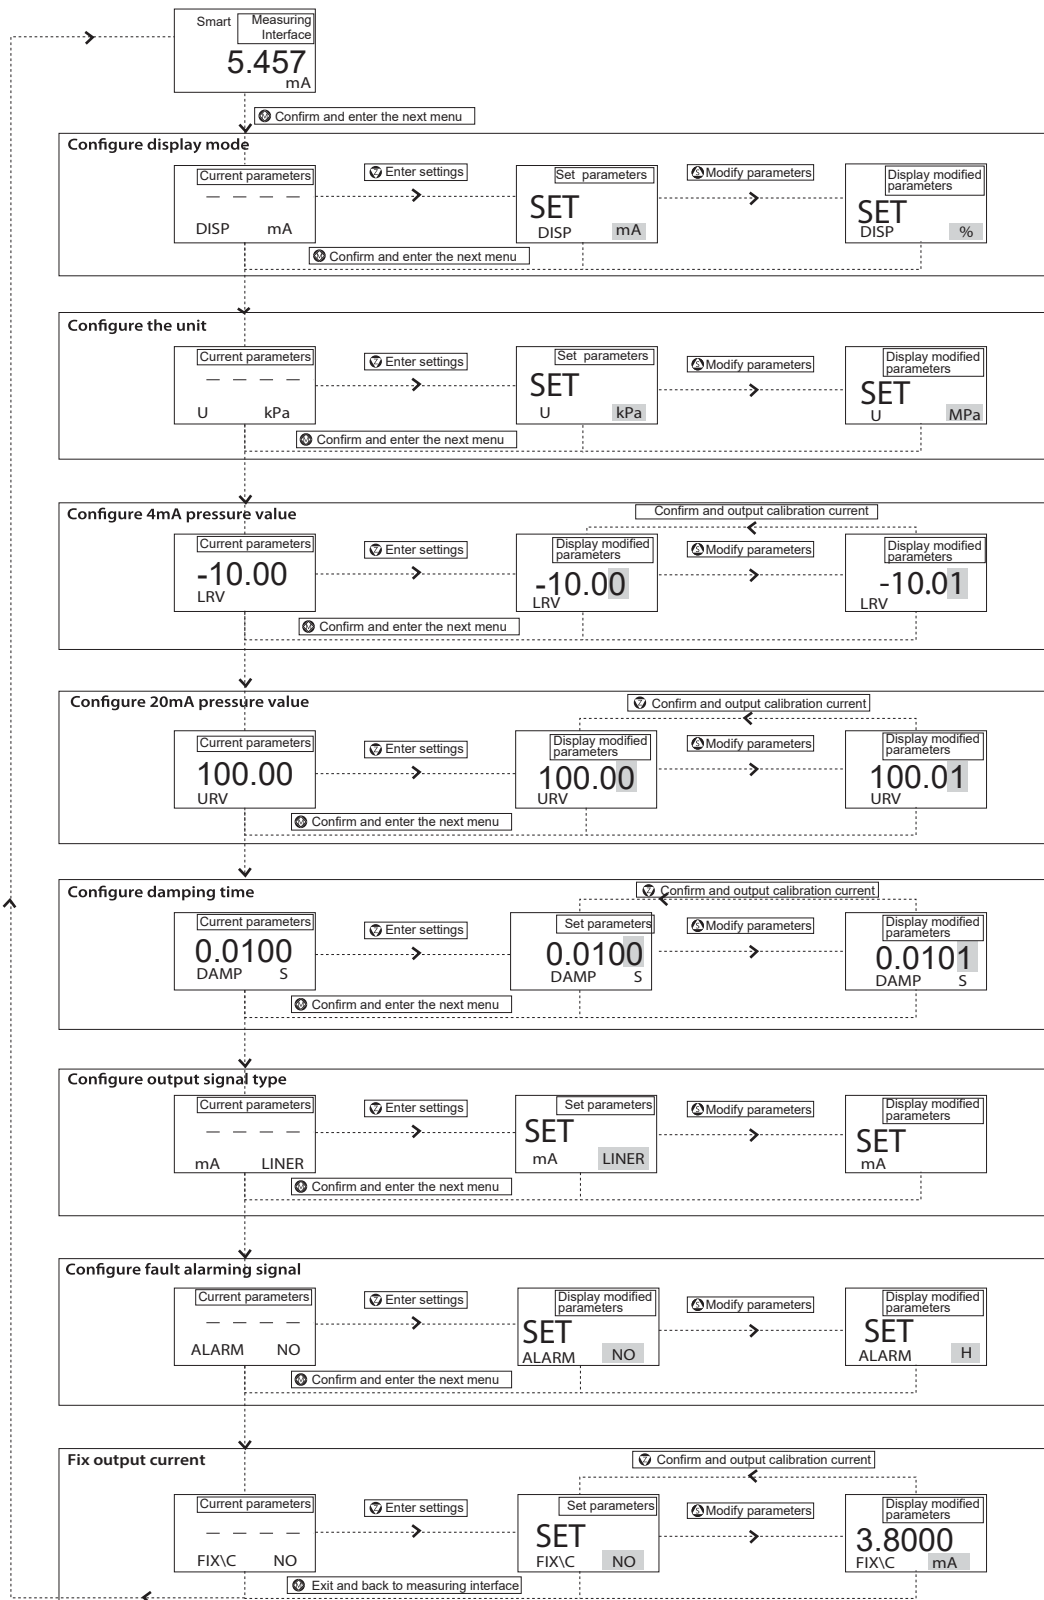 Smart
Measuring
Interface
5.457
mA
Confirm and enter the next menu
Configure display mode
Current parameters
— — — —
DISP mA
Enter settings
Set parameters
SET
DISP mA
Modify parameters
Display modified
parameters
SET
DISP %
Confirm and enter the next menu
Configure the unit
Current parameters
— — — —
U kPa
Enter settings
Set parameters
SET
U kPa
Modify parameters
Display modified
parameters
SET
U MPa
Confirm and enter the next menu
Configure 4mA pressure value
Confirm and output calibration current
Current parameters
-10.00
LRV
Enter settings
Display modified
parameters
-10.00
LRV
Modify parameters
Display modified
parameters
-10.01
LRV
Confirm and enter the next menu
Configure 20mA pressure value
Confirm and output calibration current
Current parameters
100.00
URV
Enter settings
Display modified
parameters
100.00
URV
Modify parameters
Display modified
parameters
100.01
URV
Confirm and enter the next menu
Configure damping time
Confirm and output calibration current
Current parameters
0.0100
DAMP S
Enter settings
Set parameters
0.0100
DAMP S
Modify parameters
Display modified
parameters
0.0101
DAMP S
Confirm and enter the next menu
Configure output signal type
Current parameters
— — — —
mA LINER
Enter settings
Set parameters
SET
mA LINER
Modify parameters
Display modified
parameters
SET
mA
Confirm and enter the next menu
Configure fault alarming signal
Current parameters
— — — —
ALARM NO
Enter settings
Display modified
parameters
SET
ALARM NO
Modify parameters
Display modified
parameters
SET
ALARM H
Confirm and enter the next menu
Fix output current
Confirm and output calibration current
Current parameters
— — — —
FIX\C NO
Enter settings
Set parameters
SET
FIX\C NO
Modify parameters
Display modified
parameters
3.8000
FIX\C mA
Exit and back to measuring interface